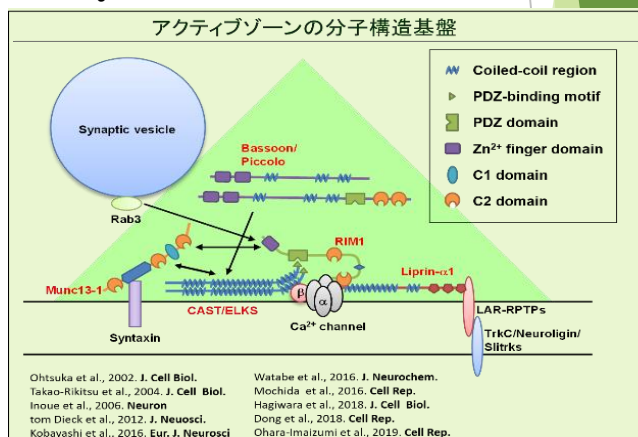 アクティブゾーンの分子構造基盤
Synaptic vesicle
Rab3
Bassoon/
Piccolo
RIM1
Munc13-1
Syntaxin
CAST/ELKS
β
α
Ca²⁺ channel
Liprin-α1
LAR-RPTPs
TrkC/Neuroligin/
Slitrks
Coiled-coil region
PDZ-binding motif
PDZ domain
Zn²⁺ finger domain
C1 domain
C2 domain
Ohtsuka et al., 2002. J. Cell Biol.
Takao-Rikitsu et al., 2004. J. Cell Biol.
Inoue et al., 2006. Neuron
tom Dieck et al., 2012. J. Neuosci.
Kobayashi et al., 2016. Eur. J. Neurosci
Watabe et al., 2016. J. Neurochem.
Mochida et al., 2016. Cell Rep.
Hagiwara et al., 2018. J. Cell Biol.
Dong et al., 2018. Cell Rep.
Ohara-Imaizumi et al., 2019. Cell Rep.